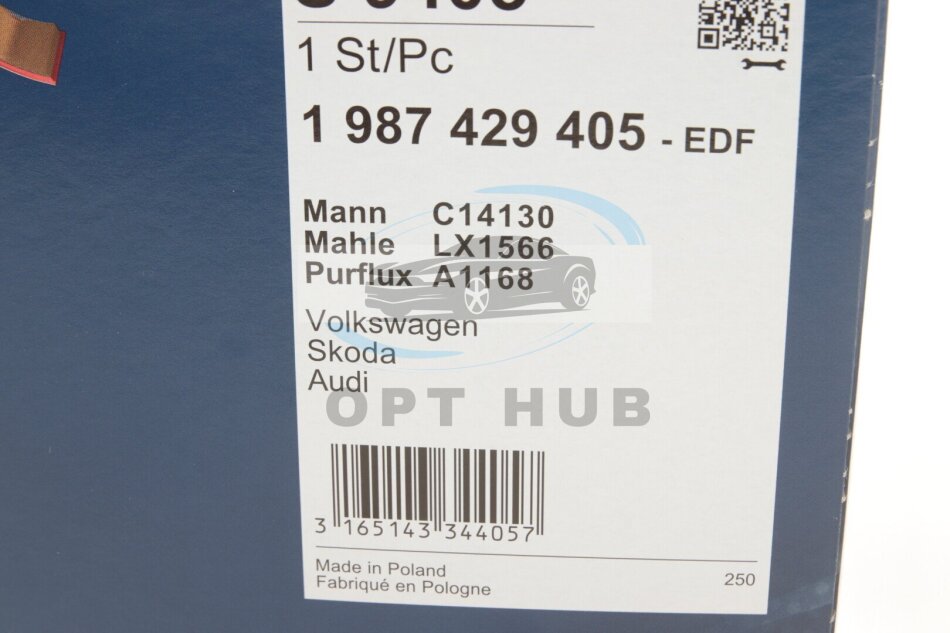 1 St/Pc
1 987 429 405 - EDF
Mann C14130
Mahle LX1566
Purflux A1168
Volkswagen
Skoda
Audi
OPT HUB
3 165143 344057
Made in Poland
Fabriqué en Pologne
250